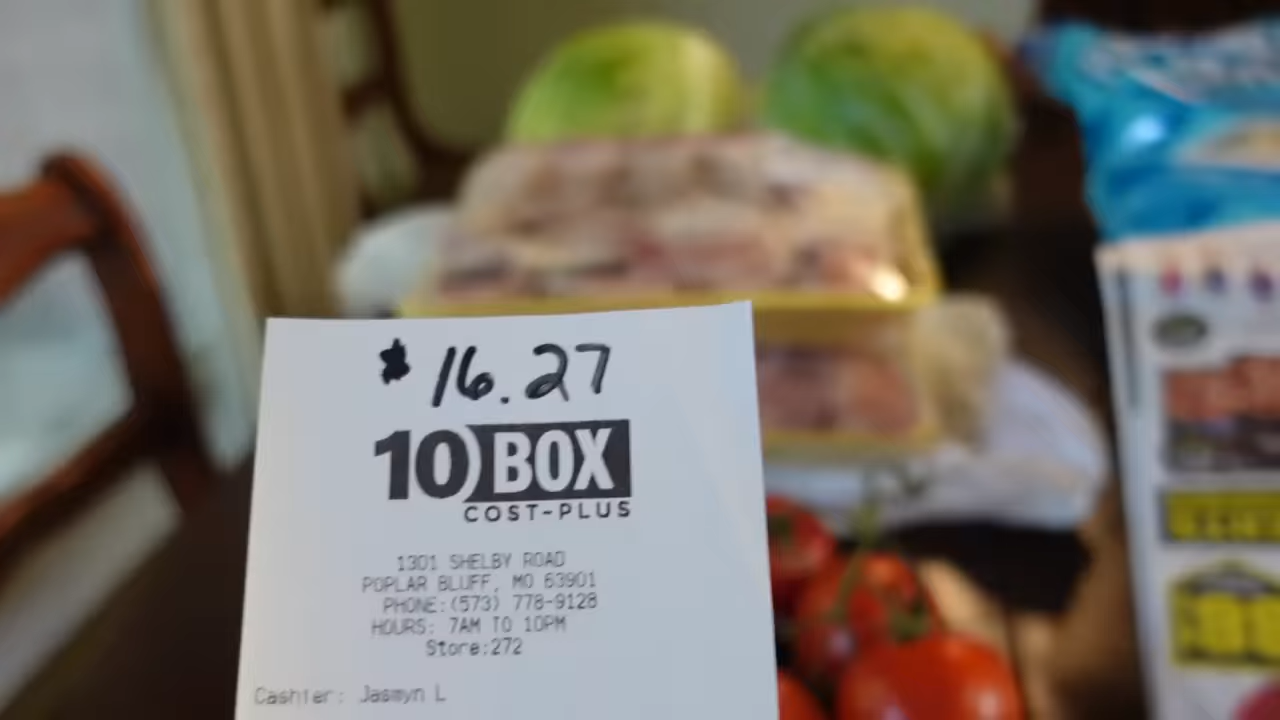 $ 16.27
10 BOX
COST-PLUS
1301 SHELBY ROAD
POPLAR BLUFF, MO 63901
PHONE:(573) 778-9128
HOURS: 7AM TO 10PM
Store:272
Cashier: Jasmyn L